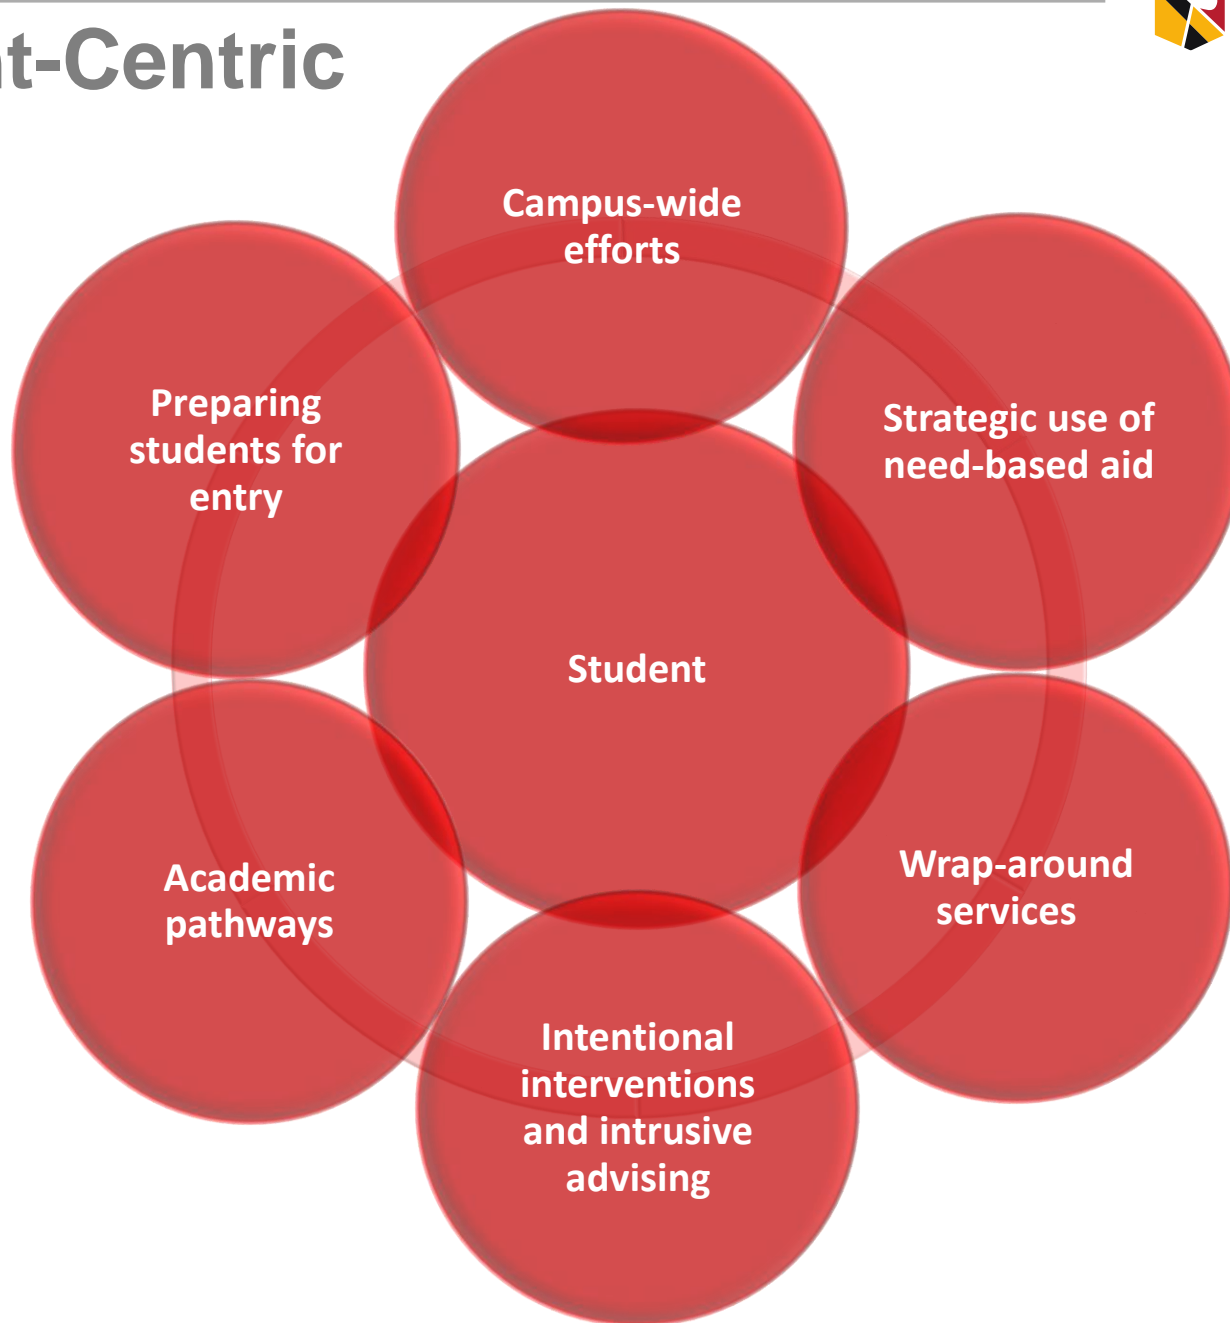 nt-Centric
Campus-wide
efforts
Strategic use of
need-based aid
Wrap-around
services
Intentional
interventions
and intrusive
advising
Academic
pathways
Preparing
students for
entry
Student